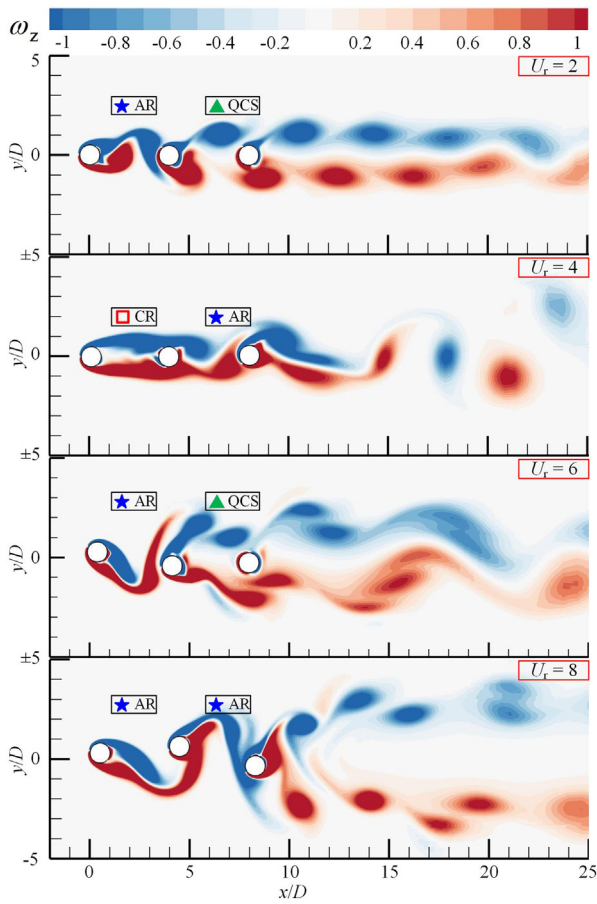 ω_z
-1 -0.8 -0.6 -0.4 -0.2 0.2 0.4 0.6 0.8 1
U_r = 2
★ AR ▲ QCS
5
y/D
0
±5
U_r = 4
□ CR ★ AR
y/D
0
±5
U_r = 6
★ AR ▲ QCS
y/D
0
±5
U_r = 8
★ AR ★ AR
y/D
0
-5
0 5 10 15 20 25
x/D